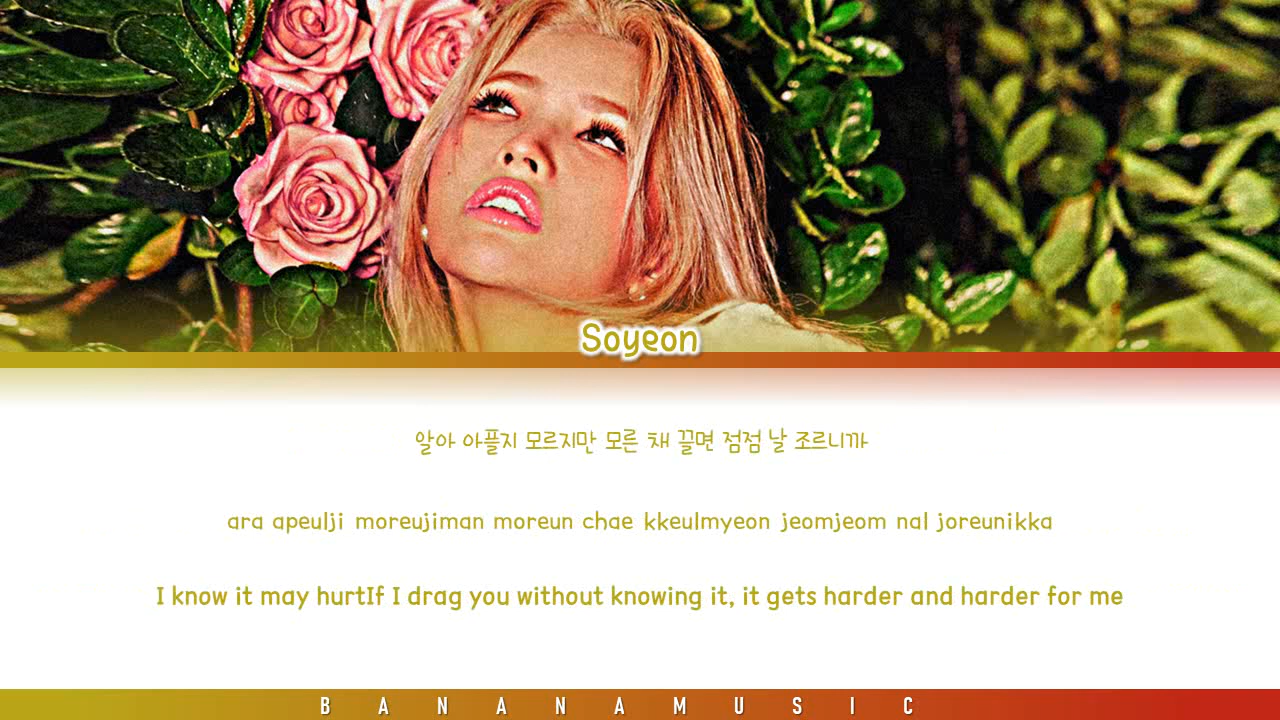 Soyeon
알아 아플지 모르지만 모른 채 끌면 점점 날 조르니까
ara apeulji moreujiman moreun chae kkeulmyeon jeomjeom nal joreunikka
I know it may hurtIf I drag you without knowing it, it gets harder and harder for me
BANANAMUSIC